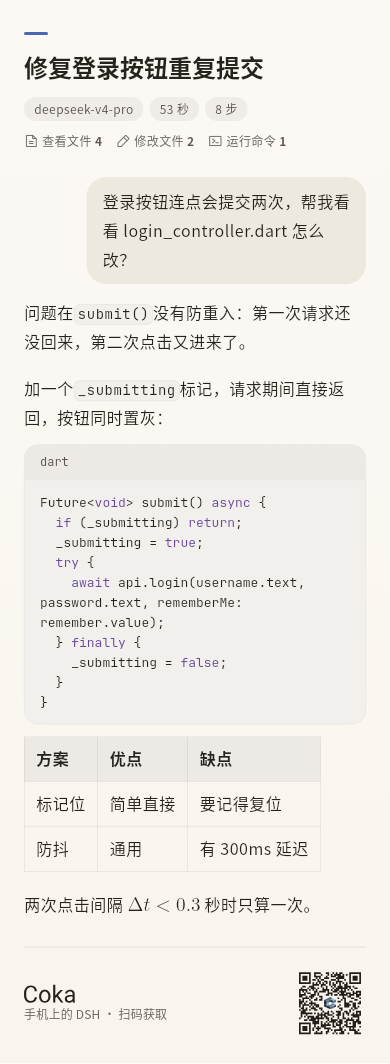 修复登录按钮重复提交
deepseek-v4-pro 53 秒 8 步
查看文件 4 修改文件 2 运行命令 1
登录按钮连点会提交两次，帮我看
看 login_controller.dart 怎么
改？
问题在 submit() 没有防重入：第一次请求还
没回来，第二次点击又进来了。
加一个 _submitting 标记，请求期间直接返
回，按钮同时置灰：
dart
Future<void> submit() async {
  if (_submitting) return;
  _submitting = true;
  try {
    await api.login(username.text,
password.text, rememberMe:
remember.value);
  } finally {
    _submitting = false;
  }
}
方案 优点 缺点
标记位 简单直接 要记得复位
防抖 通用 有 300ms 延迟
两次点击间隔 Δt < 0.3 秒时只算一次。
Coka
手机上的 DSH · 扫码获取